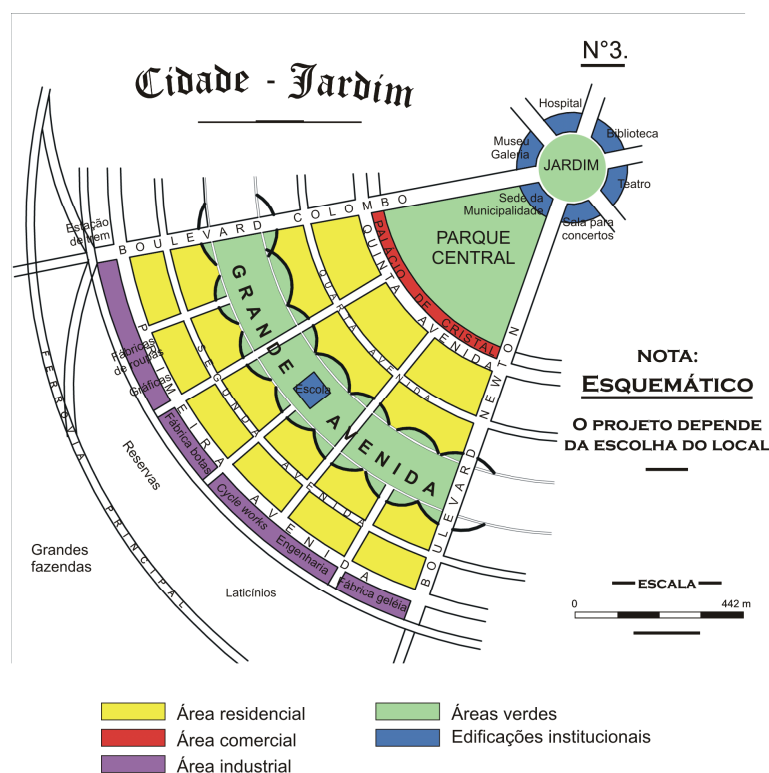 Cidade - Jardim
N°3.
Hospital
Biblioteca
Museu
Galeria
JARDIM
Teatro
Sede da
Municipalidade
Sala para
concertos
PARQUE
CENTRAL
Estação
de trem
BOULEVARD COLOMBO
PALÁCIO DE CRISTAL
QUINTA AVENIDA
QUARTA AVENIDA
GRANDE AVENIDA
Escola
SEGUNDA AVENIDA
PRIMEIRA AVENIDA
BOULEVARD NEWTON
Fábricas
de roupas
Gráficas
Fábrica botas
Cycle works
Engenharia
Fábrica geléia
FERROVIA PRINCIPAL
Reservas
Grandes
fazendas
Laticínios
NOTA:
ESQUEMÁTICO
O PROJETO DEPENDE
DA ESCOLHA DO LOCAL
ESCALA
0 442 m
Área residencial
Área comercial
Área industrial
Áreas verdes
Edificações institucionais